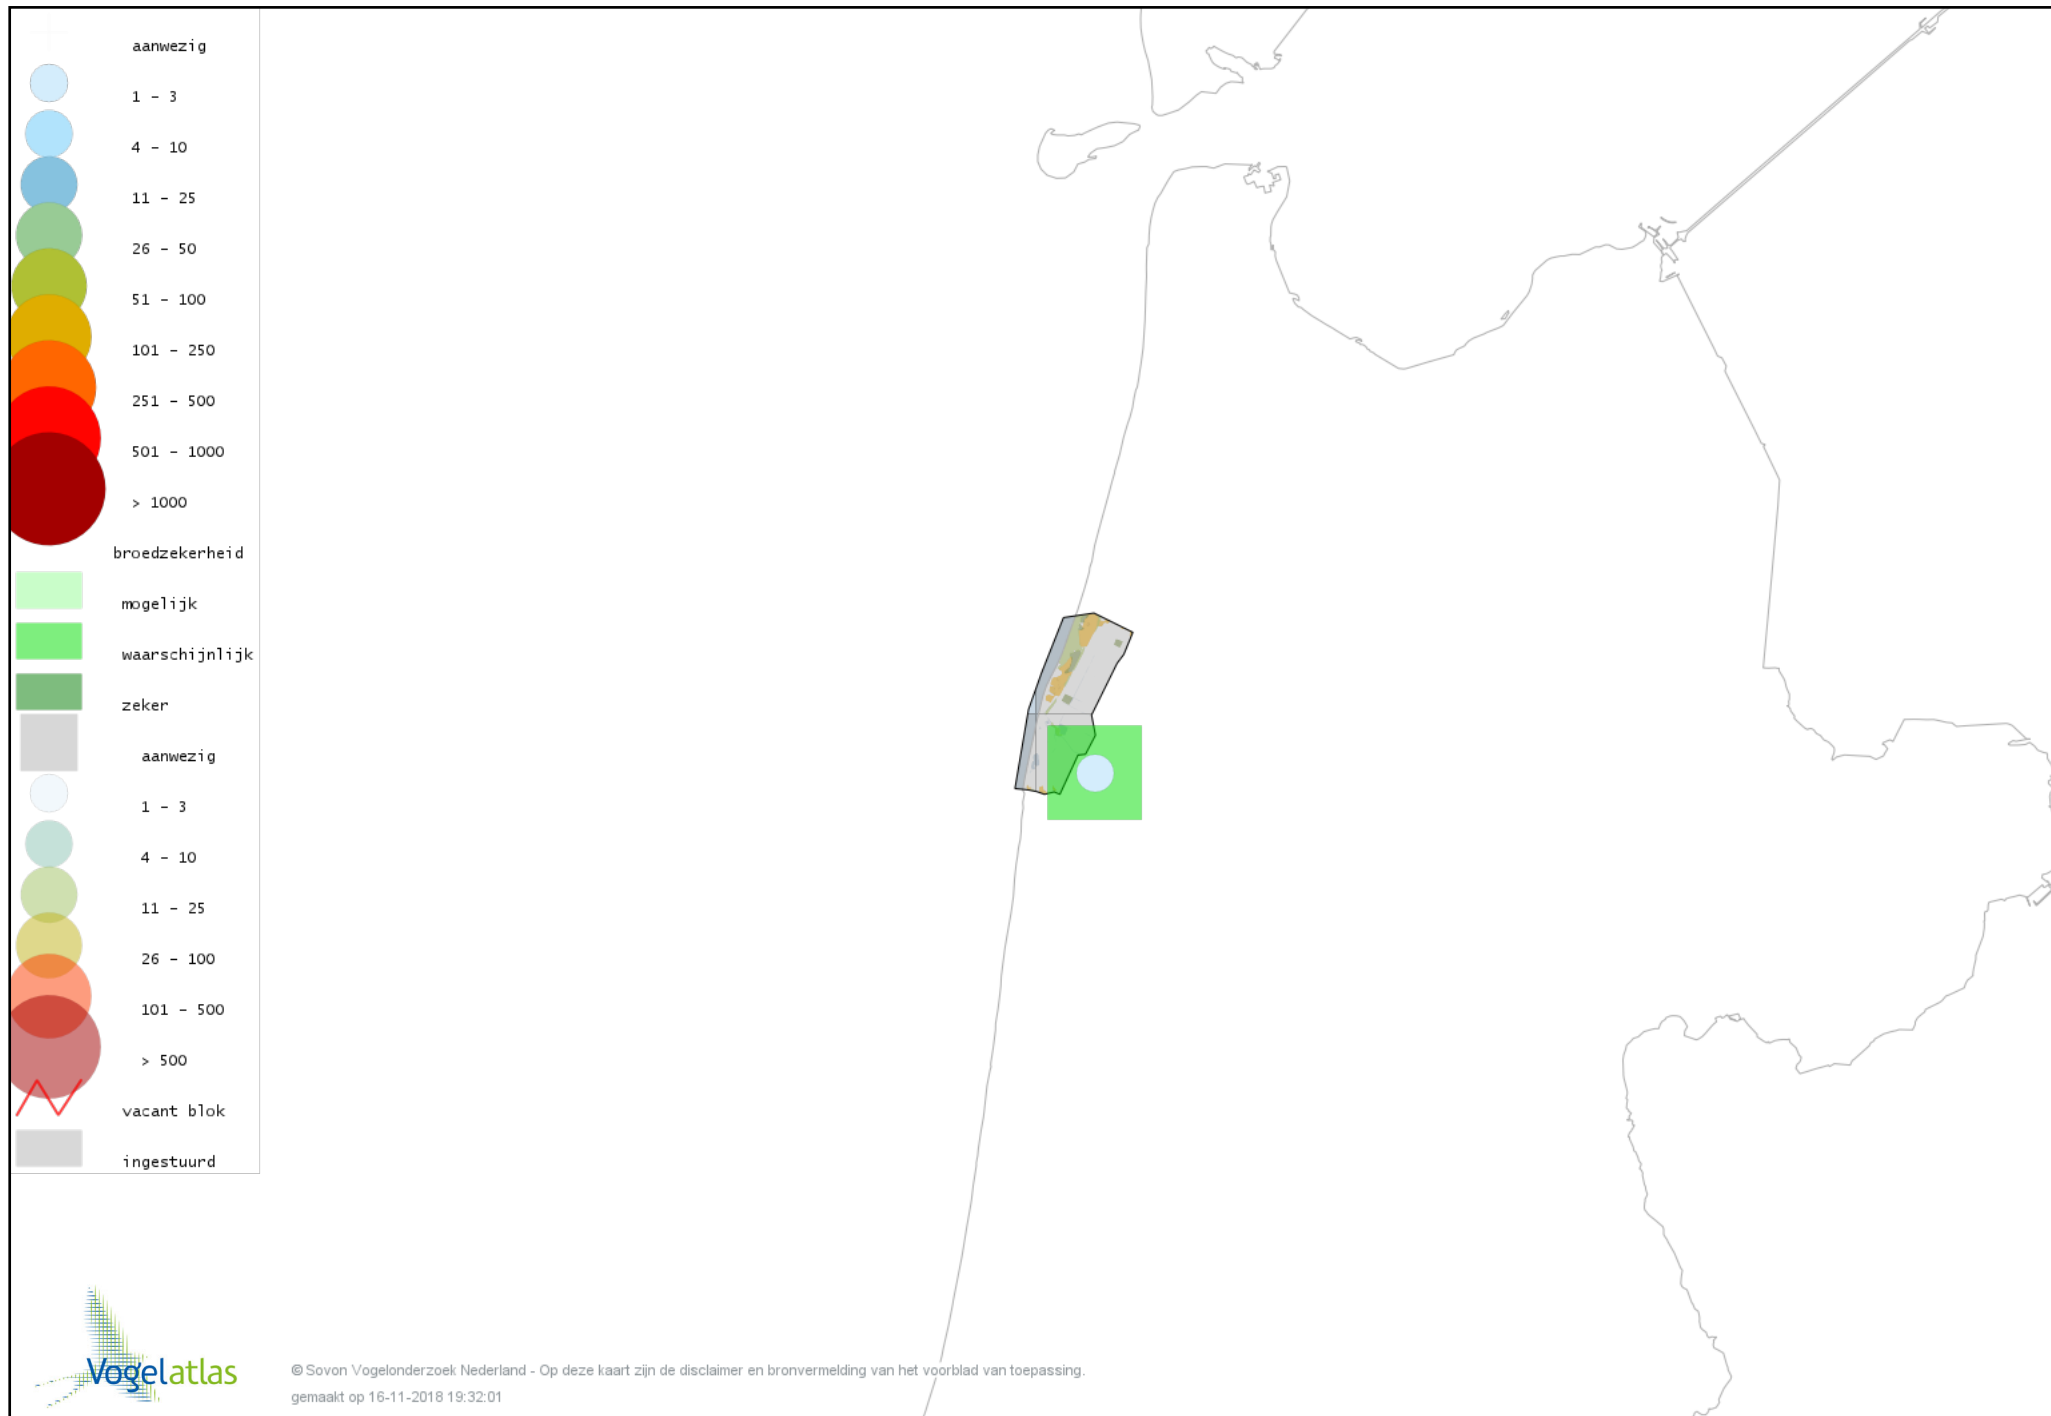 aanwezig
1 - 3
4 - 10
11 - 25
26 - 50
51 - 100
101 - 250
251 - 500
501 - 1000
> 1000
broedzekerheid
mogelijk
waarschijnlijk
zeker
aanwezig
1 - 3
4 - 10
11 - 25
26 - 100
101 - 500
> 500
vacant blok
ingestuurd
Vogelatlas
© Sovon Vogelonderzoek Nederland - Op deze kaart zijn de disclaimer en bronvermelding van het voorblad van toepassing.
gemaakt op 16-11-2018 19:32:01